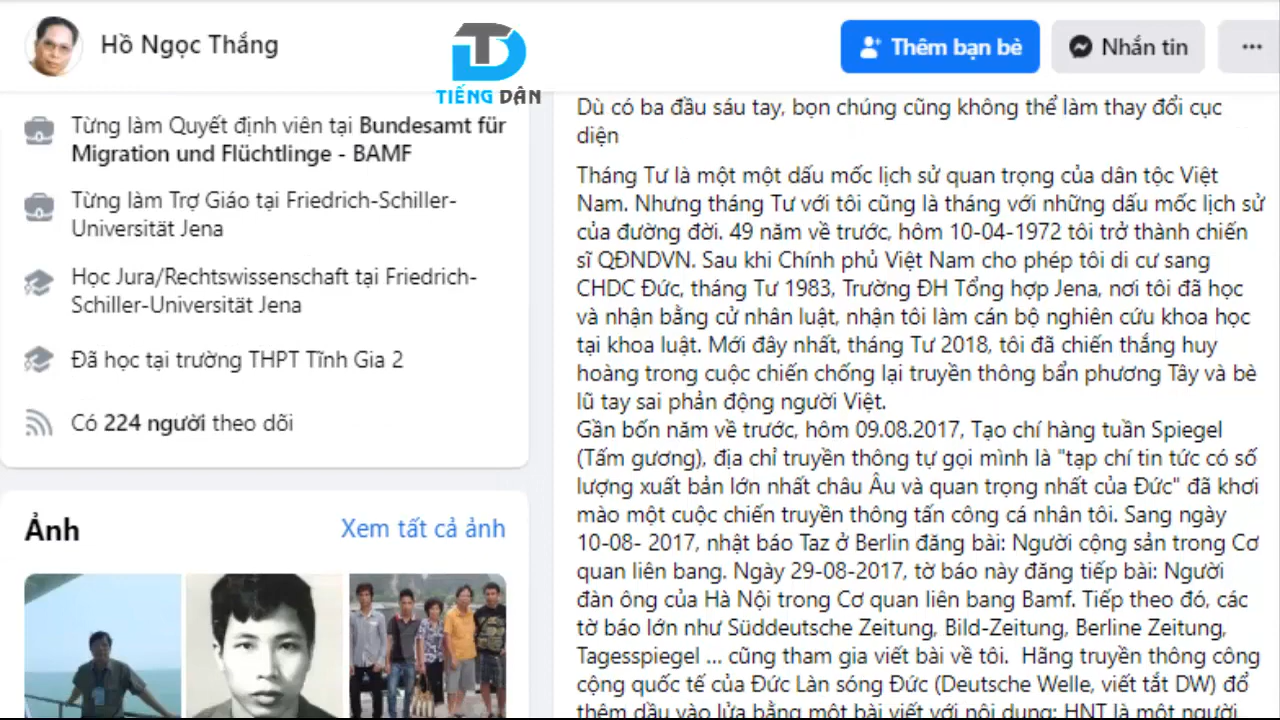 Hồ Ngọc Thắng
TIẾNG DÂN
Thêm bạn bè
Nhắn tin
Từng làm Quyết định viên tại Bundesamt für
Migration und Flüchtlinge - BAMF
Từng làm Trợ Giáo tại Friedrich-Schiller-
Universität Jena
Học Jura/Rechtswissenschaft tại Friedrich-
Schiller-Universität Jena
Đã học tại trường THPT Tĩnh Gia 2
Có 224 người theo dõi
Ảnh
Xem tất cả ảnh
Dù có ba đầu sáu tay, bọn chúng cũng không thể làm thay đổi cục
diện
Tháng Tư là một một dấu mốc lịch sử quan trọng của dân tộc Việt
Nam. Nhưng tháng Tư với tôi cũng là tháng với những dấu mốc lịch sử
của đường đời. 49 năm về trước, hôm 10-04-1972 tôi trở thành chiến
sĩ QĐNDVN. Sau khi Chính phủ Việt Nam cho phép tôi di cư sang
CHDC Đức, tháng Tư 1983, Trường ĐH Tổng hợp Jena, nơi tôi đã học
và nhận bằng cử nhân luật, nhận tôi làm cán bộ nghiên cứu khoa học
tại khoa luật. Mới đây nhất, tháng Tư 2018, tôi đã chiến thắng huy
hoàng trong cuộc chiến chống lại truyền thông bẩn phương Tây và bè
lũ tay sai phản động người Việt.
Gần bốn năm về trước, hôm 09.08.2017, Tạo chí hàng tuần Spiegel
(Tấm gương), địa chỉ truyền thông tự gọi mình là "tạp chí tin tức có số
lượng xuất bản lớn nhất châu Âu và quan trọng nhất của Đức" đã khơi
mào một cuộc chiến truyền thông tấn công cá nhân tôi. Sang ngày
10-08- 2017, nhật báo Taz ở Berlin đăng bài: Người cộng sản trong Cơ
quan liên bang. Ngày 29-08-2017, tờ báo này đăng tiếp bài: Người
đàn ông của Hà Nội trong Cơ quan liên bang Bamf. Tiếp theo đó, các
tờ báo lớn như Süddeutsche Zeitung, Bild-Zeitung, Berline Zeitung,
Tagesspiegel ... cũng tham gia viết bài về tôi. Hãng truyền thông công
cộng quốc tế của Đức Làn sóng Đức (Deutsche Welle, viết tắt DW) đổ
thêm dầu vào lửa bằng một bài viết với nội dung: HNT là một người